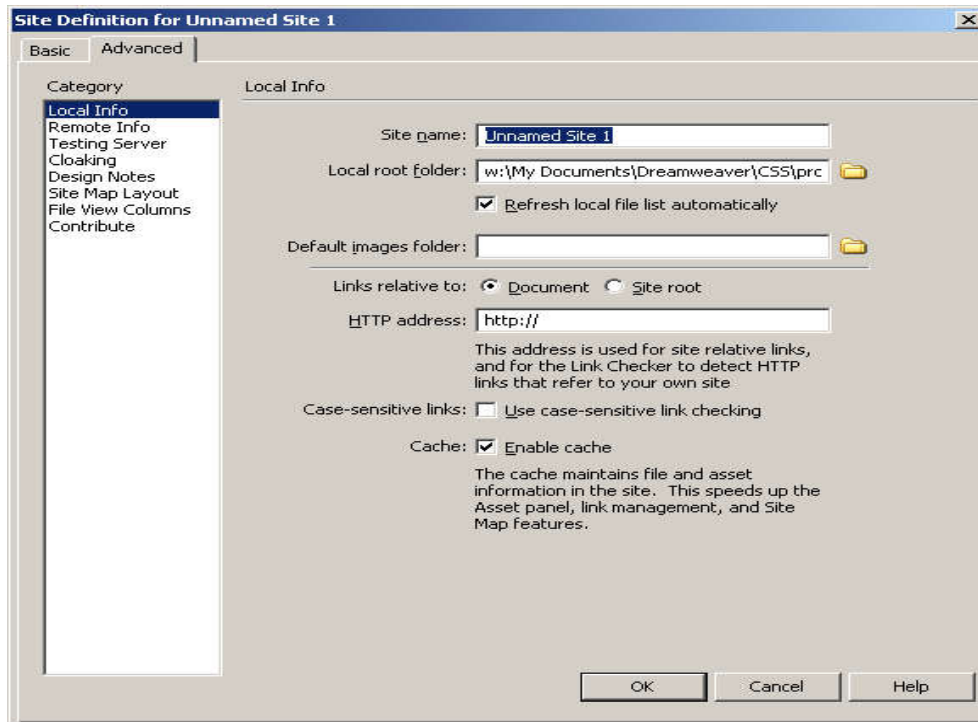 Site Definition for Unnamed Site 1
Basic
Advanced
Category
Local Info
Remote Info
Testing Server
Cloaking
Design Notes
Site Map Layout
File View Columns
Contribute
Local Info
Site name: Unnamed Site 1
Local root folder: w:\My Documents\Dreamweaver\CSS\prc
Refresh local file list automatically
Default images folder:
Links relative to: Document Site root
HTTP address: http://
This address is used for site relative links,
and for the Link Checker to detect HTTP
links that refer to your own site
Case-sensitive links: Use case-sensitive link checking
Cache: Enable cache
The cache maintains file and asset
information in the site. This speeds up the
Asset panel, link management, and Site
Map features.
OK
Cancel
Help